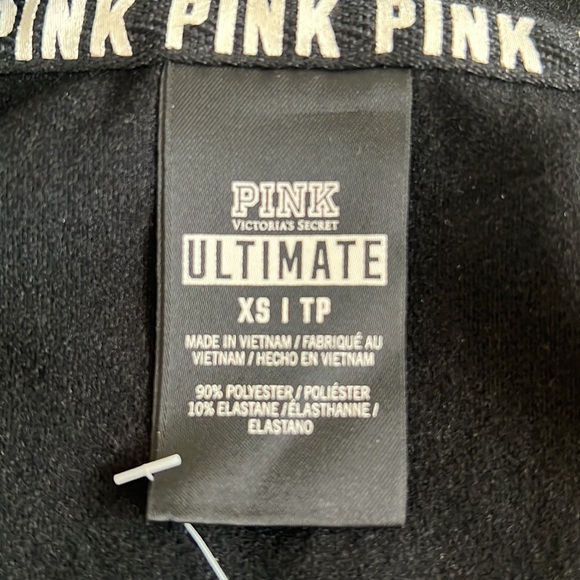 PINK PINK PINK
PINK
VICTORIA'S SECRET
ULTIMATE
XS | TP
MADE IN VIETNAM / FABRIQUÉ AU
VIETNAM / HECHO EN VIETNAM
90% POLYESTER / POLIÉSTER
10% ELASTANE / ÉLASTHANNE /
ELASTANO